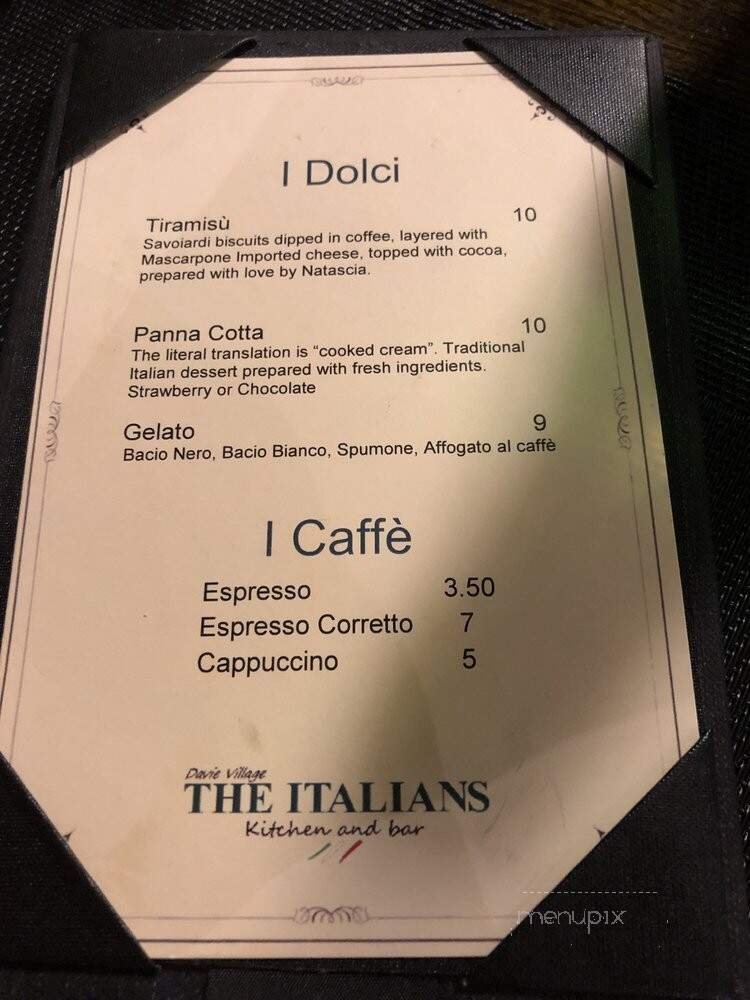 I Dolci
Tiramisù 10
Savoiardi biscuits dipped in coffee, layered with
Mascarpone Imported cheese, topped with cocoa,
prepared with love by Natascia.
Panna Cotta 10
The literal translation is “cooked cream”. Traditional
Italian dessert prepared with fresh ingredients.
Strawberry or Chocolate
Gelato 9
Bacio Nero, Bacio Bianco, Spumone, Affogato al caffè
I Caffè
Espresso 3.50
Espresso Corretto 7
Cappuccino 5
Davie Village
THE ITALIANS
Kitchen and bar
menupix